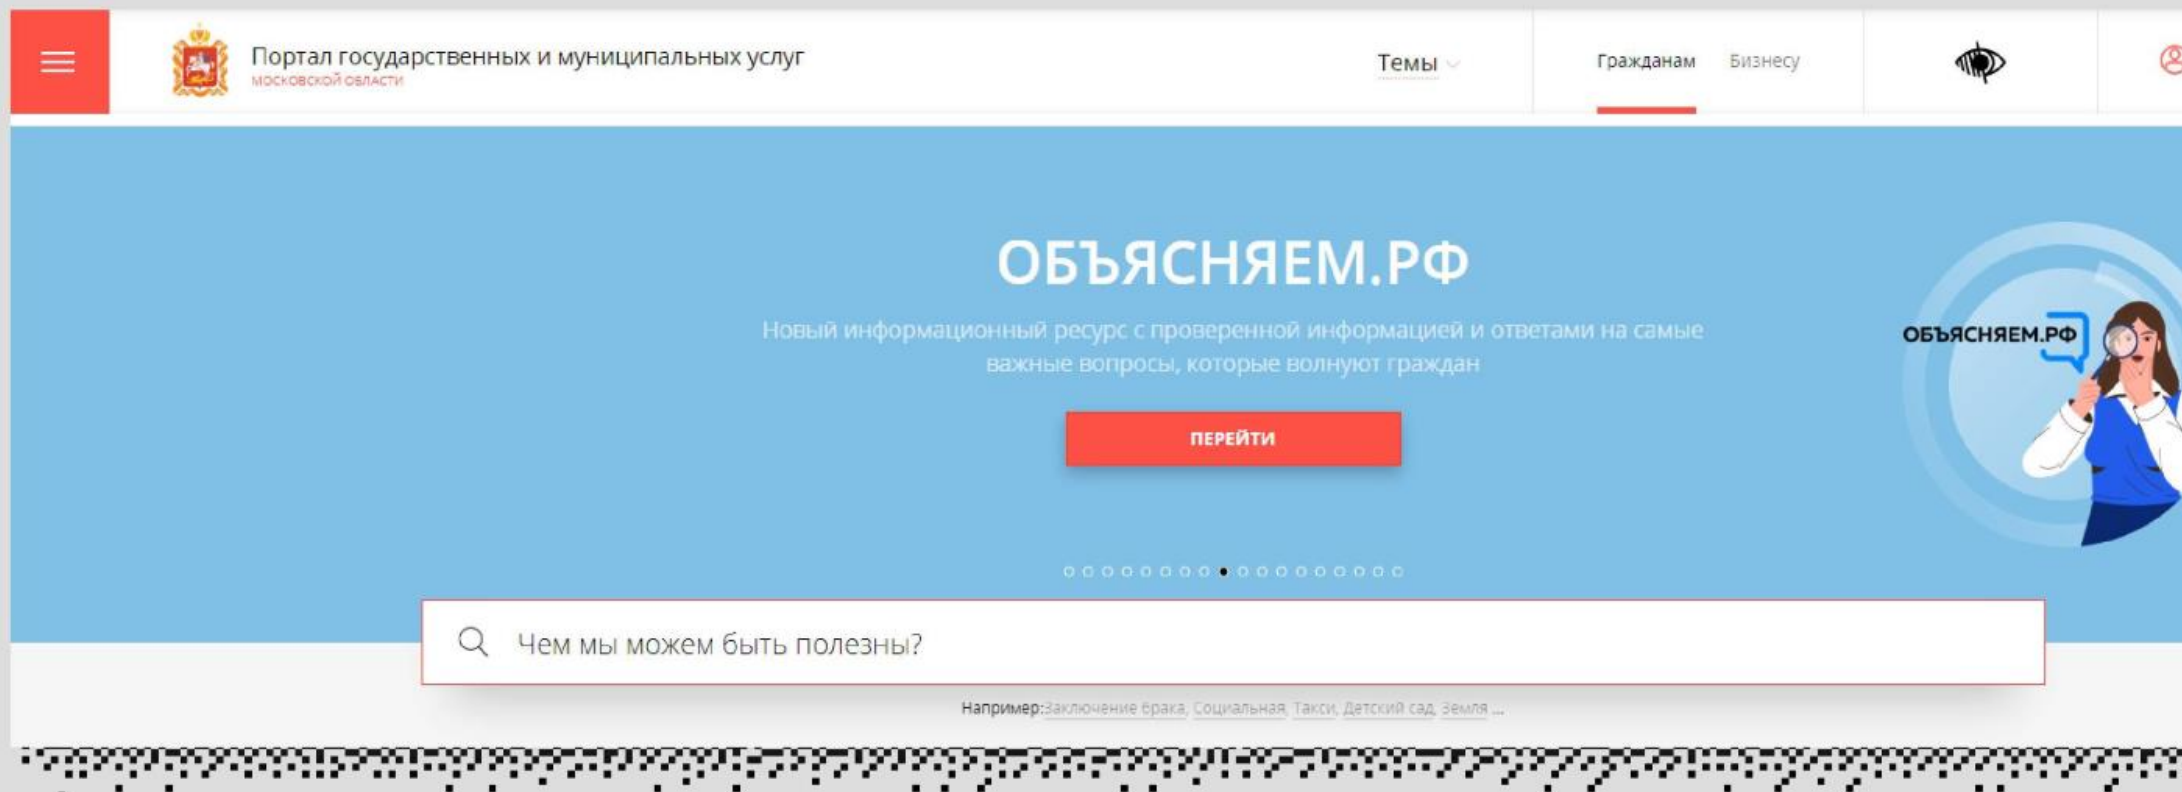 Портал государственных и муниципальных услуг
МОСКОВСКОЙ ОБЛАСТИ
Темы
Гражданам Бизнесу
ОБЪЯСНЯЕМ.РФ
Новый информационный ресурс с проверенной информацией и ответами на самые
важные вопросы, которые волнуют граждан
ОБЪЯСНЯЕМ.РФ
ПЕРЕЙТИ
Чем мы можем быть полезны?
Например:Заключение брака, Социальная, Такси, Детский сад, Земля ...